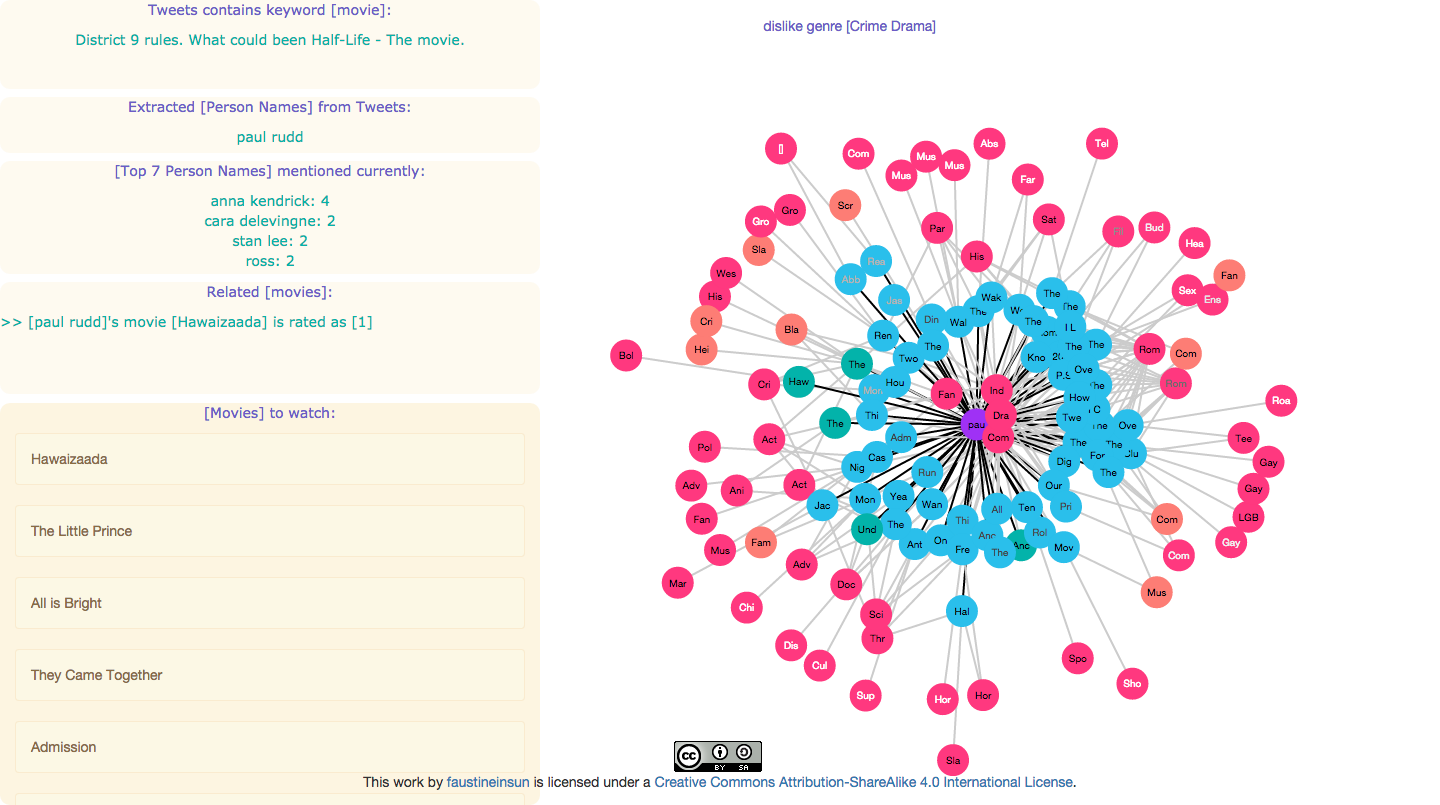 Tweets contains keyword [movie]:
District 9 rules. What could been Half-Life - The movie.
Extracted [Person Names] from Tweets:
paul rudd
[Top 7 Person Names] mentioned currently:
anna kendrick: 4
cara delevingne: 2
stan lee: 2
ross: 2
Related [movies]:
>> [paul rudd]'s movie [Hawaizaada] is rated as [1]
[Movies] to watch:
Hawaizaada
The Little Prince
All is Bright
They Came Together
Admission
dislike genre [Crime Drama]
Com
Mus
Mus
Mus
Abs
Tel
Far
Gro
Gro
Scr
Par
Sat
Fil
Bud
Hea
Sla
His
Rea
Abb
Jas
Wes
His
Sex
Ens
Fan
Cri
Hei
Bla
Din
Wal
The
Wak
The
The
The
Ren
The
Two
Kno
The
The
Ove
Rom
Com
Rom
Bol
Cri
Haw
The
Hou
Fan
Ind
The
Thi
Dra
pau
Com
How
Twe
Ove
Roa
Pol
Act
Adm
The
The
Clu
Tee
Nig
Cas
Run
Dig
For
The
Gay
Adv
Ani
Act
Jac
Mon
Yea
Wan
All
Ten
Our
Pri
Gay
Fan
Und
The
Thi
Com
LGB
Mus
Fam
Ant
On
Fre
Anc
The
Anc
Rol
Mov
Com
Gay
Mar
Adv
Doc
Mus
Chi
Sci
Thr
Hal
Dis
Cul
Spo
Sup
Hor
Hor
Sho
Sla
CC BY SA
This work by faustineinsun is licensed under a Creative Commons Attribution-ShareAlike 4.0 International License.